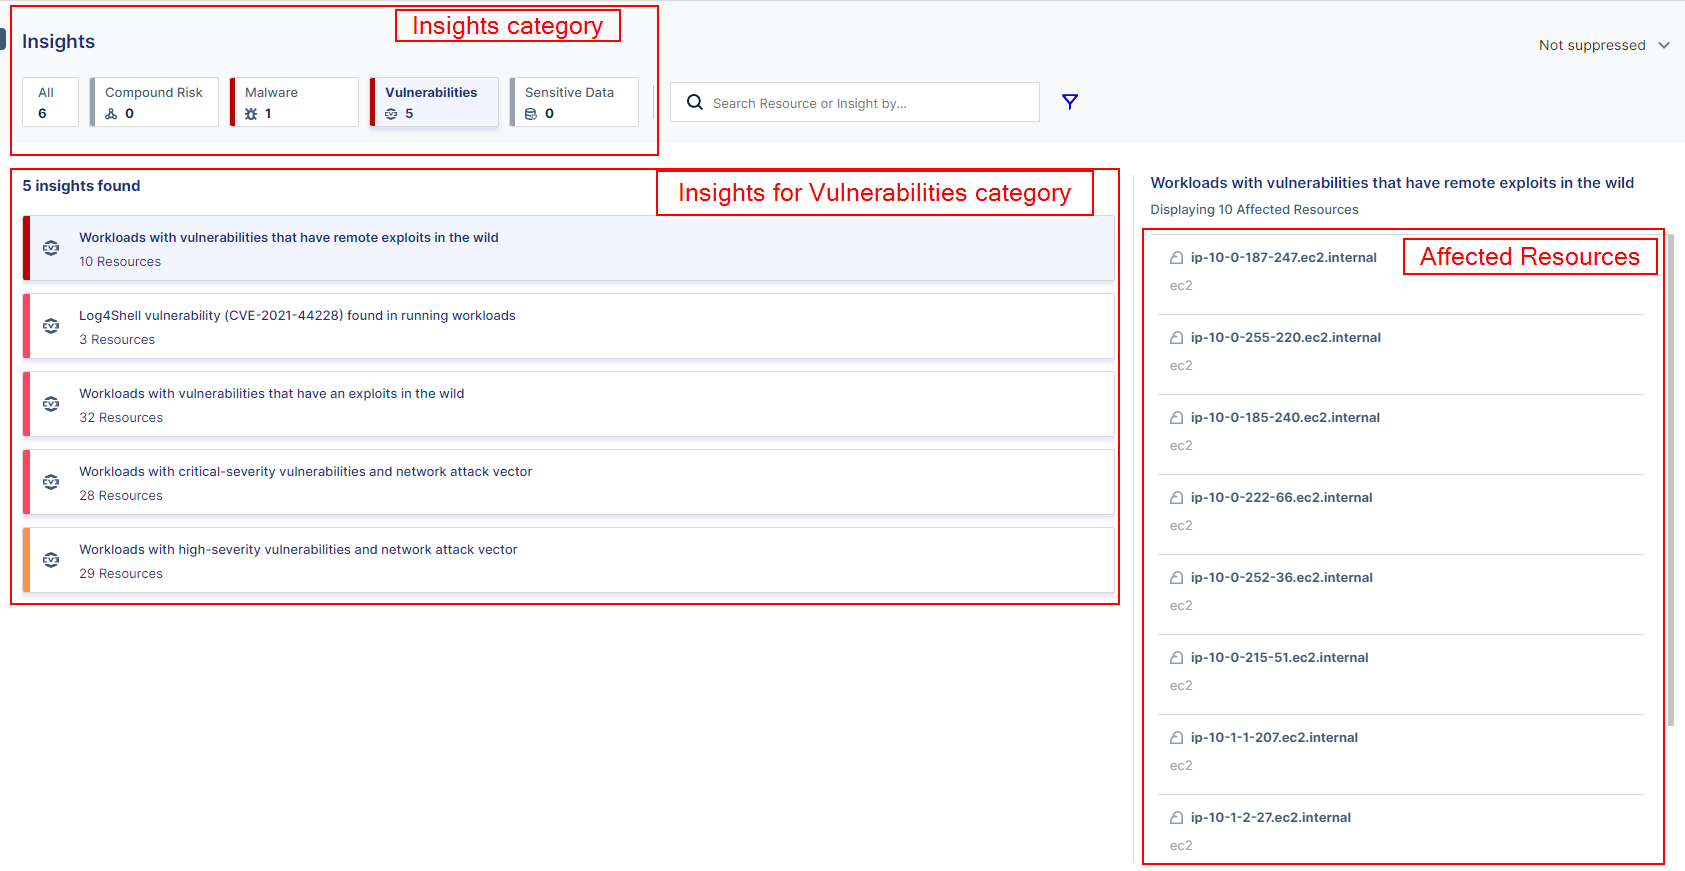 Insights category
Insights
Not suppressed
All
6
Compound Risk
0
Malware
1
Vulnerabilities
5
Sensitive Data
0
Search Resource or Insight by...
5 insights found
Insights for Vulnerabilities category
Workloads with vulnerabilities that have remote exploits in the wild
10 Resources
Log4Shell vulnerability (CVE-2021-44228) found in running workloads
3 Resources
Workloads with vulnerabilities that have an exploits in the wild
32 Resources
Workloads with critical-severity vulnerabilities and network attack vector
28 Resources
Workloads with high-severity vulnerabilities and network attack vector
29 Resources
Workloads with vulnerabilities that have remote exploits in the wild
Displaying 10 Affected Resources
Affected Resources
ip-10-0-187-247.ec2.internal
ec2
ip-10-0-255-220.ec2.internal
ec2
ip-10-0-185-240.ec2.internal
ec2
ip-10-0-222-66.ec2.internal
ec2
ip-10-0-252-36.ec2.internal
ec2
ip-10-0-215-51.ec2.internal
ec2
ip-10-1-1-207.ec2.internal
ec2
ip-10-1-2-27.ec2.internal
ec2